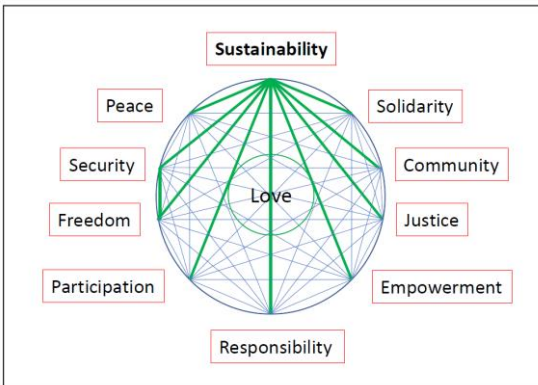 Sustainability
Peace
Solidarity
Security
Community
Love
Freedom
Justice
Participation
Empowerment
Responsibility